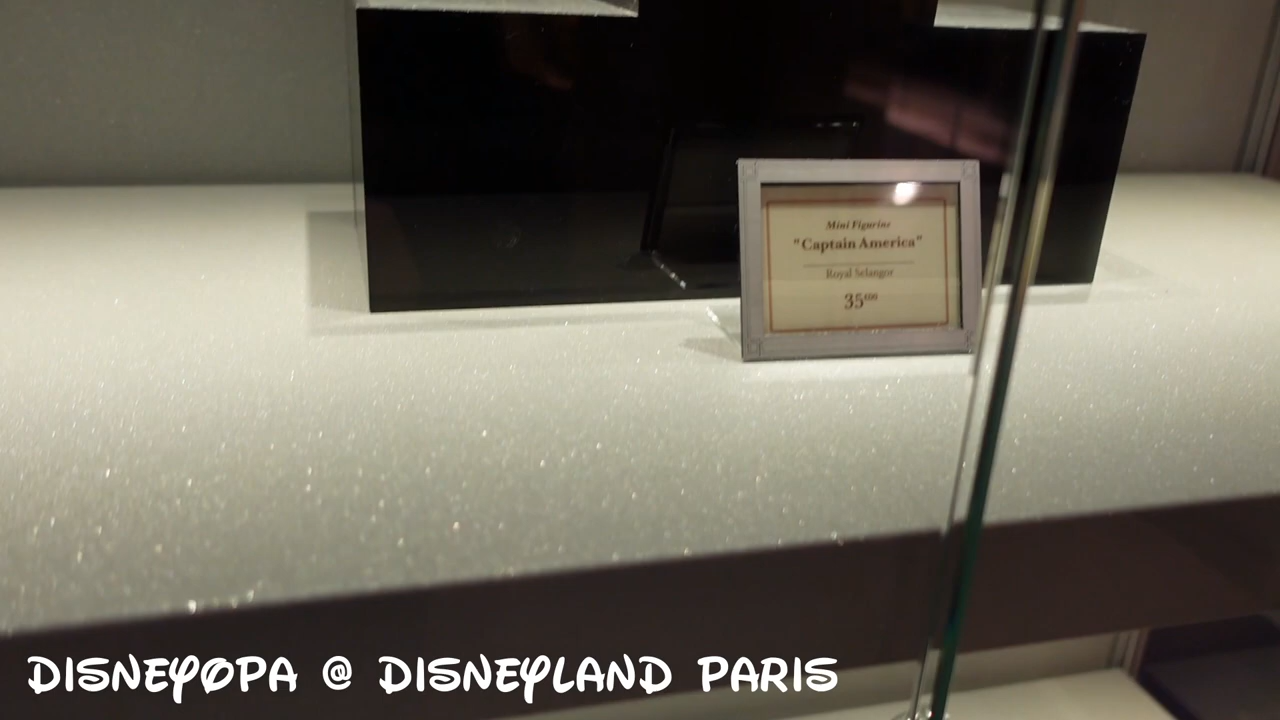 Mini Figurine
"Captain America"
Royal Selangor
35€00
DISNEYOPA @ DISNEYLAND PARIS